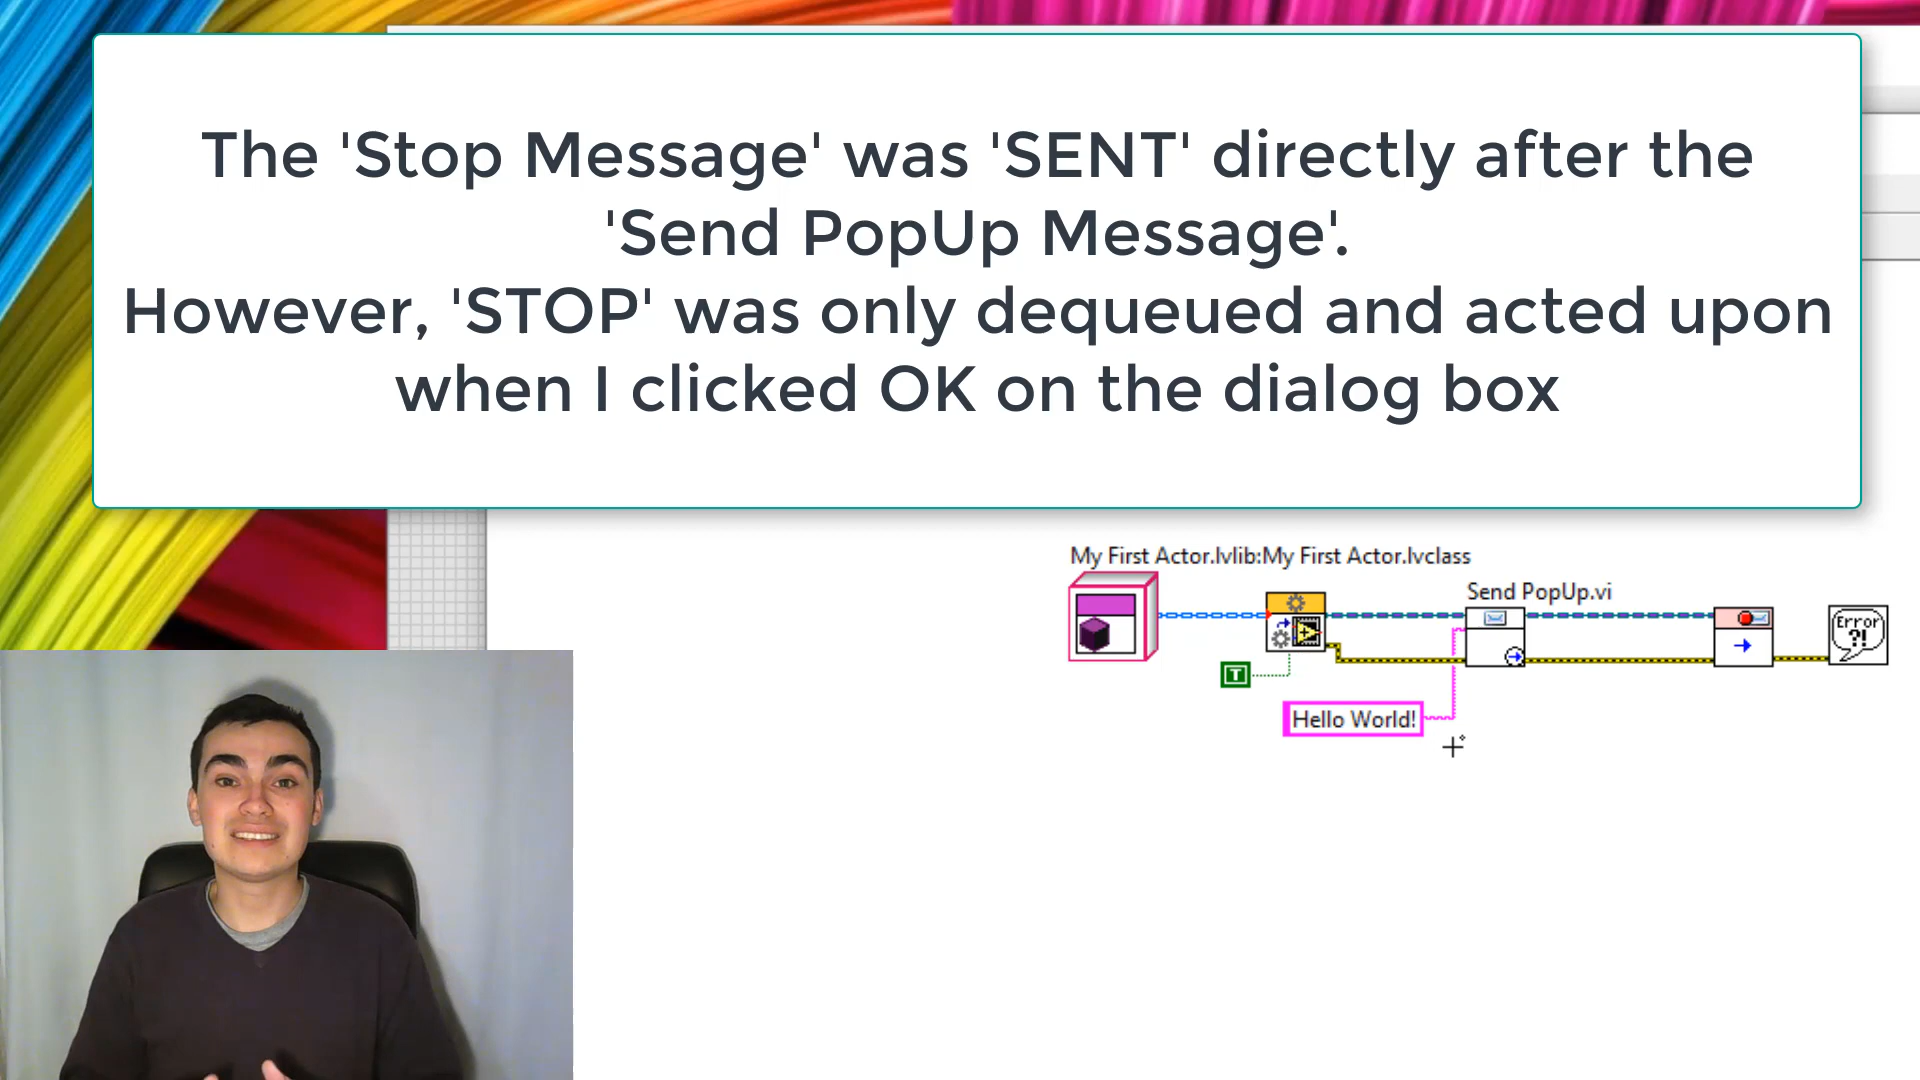 The 'Stop Message' was 'SENT' directly after the
'Send PopUp Message'.
However, 'STOP' was only dequeued and acted upon
when I clicked OK on the dialog box
My First Actor.lvlib:My First Actor.lvclass
Send PopUp.vi
Error
?!
T
Hello World!